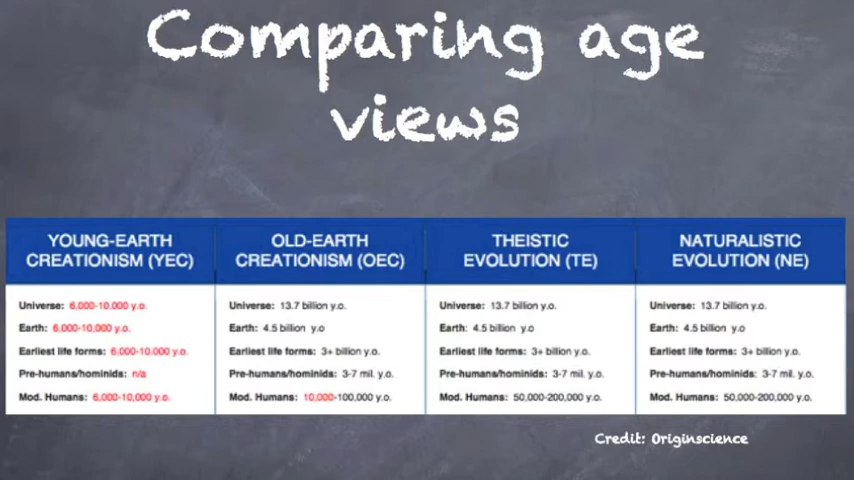 Comparing age
views
YOUNG-EARTH
CREATIONISM (YEC)
Universe: 6,000-10,000 y.o.
Earth: 6,000-10,000 y.o.
Earliest life forms: 6,000-10,000 y.o.
Pre-humans/hominids: n/a
Mod. Humans: 6,000-10,000 y.o.
OLD-EARTH
CREATIONISM (OEC)
Universe: 13.7 billion y.o.
Earth: 4.5 billion y.o
Earliest life forms: 3+ billion y.o.
Pre-humans/hominids: 3-7 mil. y.o.
Mod. Humans: 10,000-100,000 y.o.
THEISTIC
EVOLUTION (TE)
Universe: 13.7 billion y.o.
Earth: 4.5 billion y.o
Earliest life forms: 3+ billion y.o.
Pre-humans/hominids: 3-7 mil. y.o.
Mod. Humans: 50,000-200,000 y.o.
NATURALISTIC
EVOLUTION (NE)
Universe: 13.7 billion y.o.
Earth: 4.5 billion y.o
Earliest life forms: 3+ billion y.o.
Pre-humans/hominids: 3-7 mil. y.o.
Mod. Humans: 50,000-200,000 y.o.
Credit: Originscience